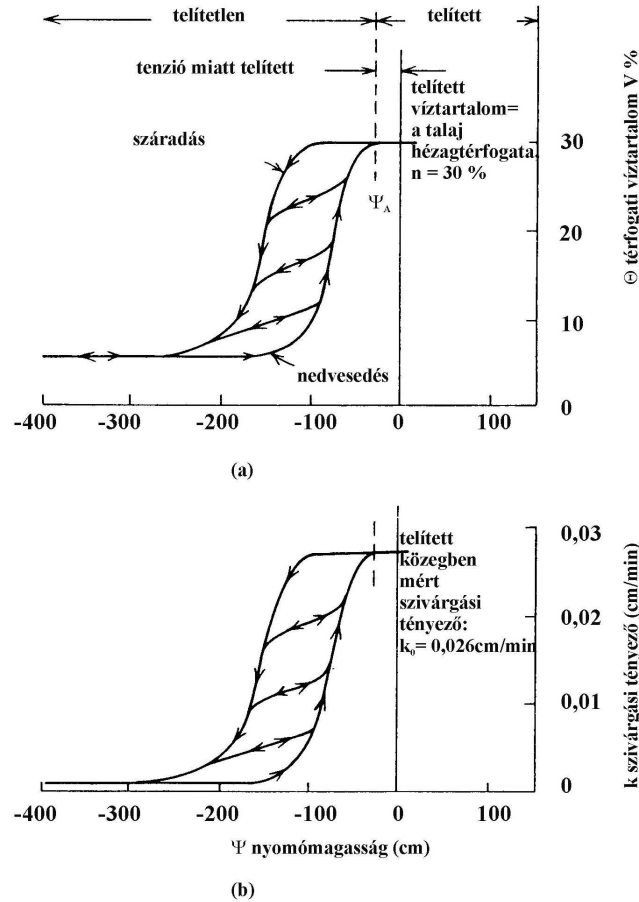 telítetlen
telített
tenzió miatt telített
telített
víztartalom=
a talaj
hézagtérfogata,
n = 30 %
száradás
Ψ_A
nedvesedés
30
20
10
0
Θ térfogati víztartalom V %
-400
-200
-100
0
100
(a)
telített
közegben
mért
szivárgási
tényező:
k₀= 0,026cm/min
0,03
0,02
0,01
0
k szivárgási tényező (cm/min)
-400
-300
-200
-100
0
100
Ψ nyomómagasság (cm)
(b)